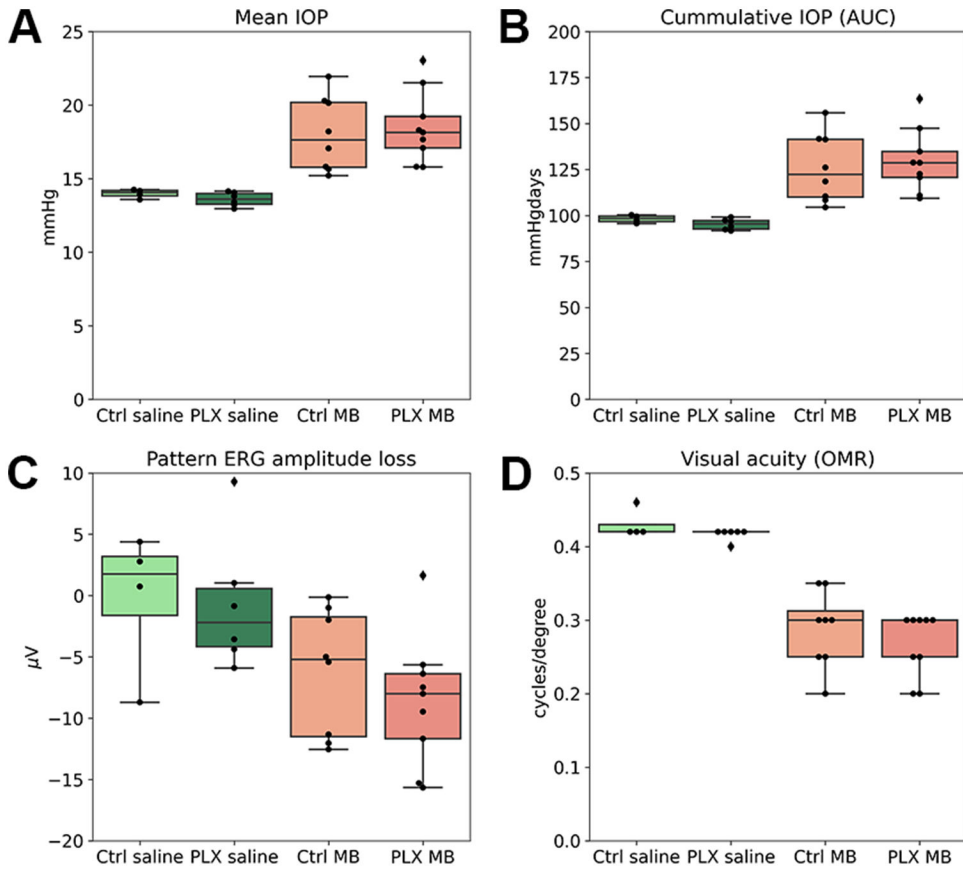 A
Mean IOP
mmHg
25
20
15
10
5
0
Ctrl saline PLX saline Ctrl MB PLX MB
B
Cummulative IOP (AUC)
mmHgdays
200
175
150
125
100
75
50
25
0
Ctrl saline PLX saline Ctrl MB PLX MB
C
Pattern ERG amplitude loss
μV
10
5
0
−5
−10
−15
−20
Ctrl saline PLX saline Ctrl MB PLX MB
D
Visual acuity (OMR)
cycles/degree
0.5
0.4
0.3
0.2
0.1
0.0
Ctrl saline PLX saline Ctrl MB PLX MB